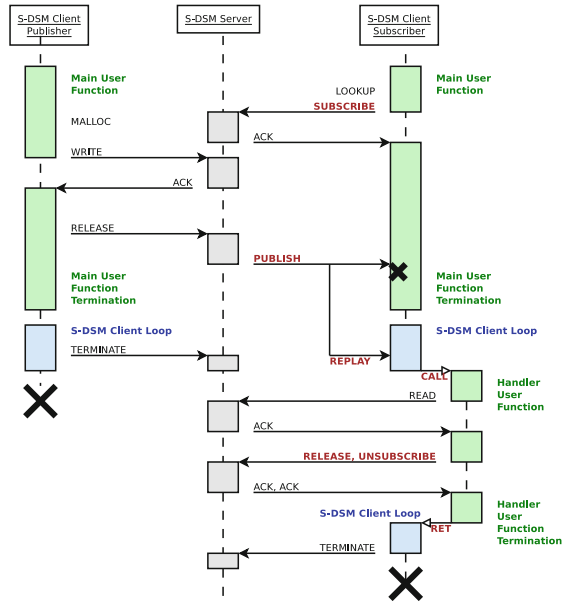 S-DSM Client
Publisher
S-DSM Server
S-DSM Client
Subscriber
Main User
Function
LOOKUP
Main User
Function
SUBSCRIBE
MALLOC
ACK
WRITE
ACK
RELEASE
PUBLISH
Main User
Function
Termination
Main User
Function
Termination
S-DSM Client Loop
S-DSM Client Loop
TERMINATE
REPLAY
CALL
Handler
User
Function
READ
ACK
RELEASE, UNSUBSCRIBE
ACK, ACK
Handler
User
Function
Termination
S-DSM Client Loop
RET
TERMINATE